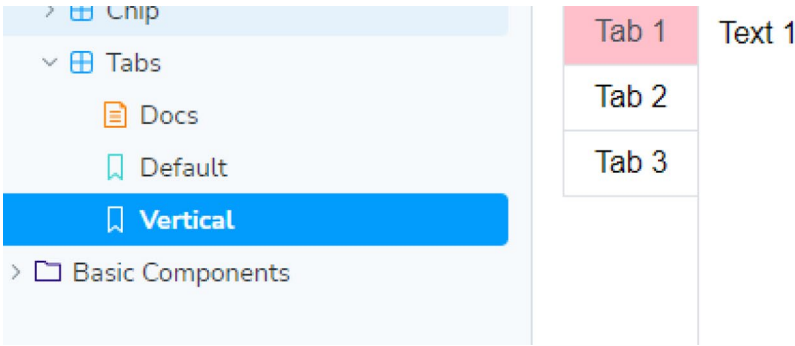 Chip
Tabs
Docs
Default
Vertical
Basic Components
Tab 1
Text 1
Tab 2
Tab 3